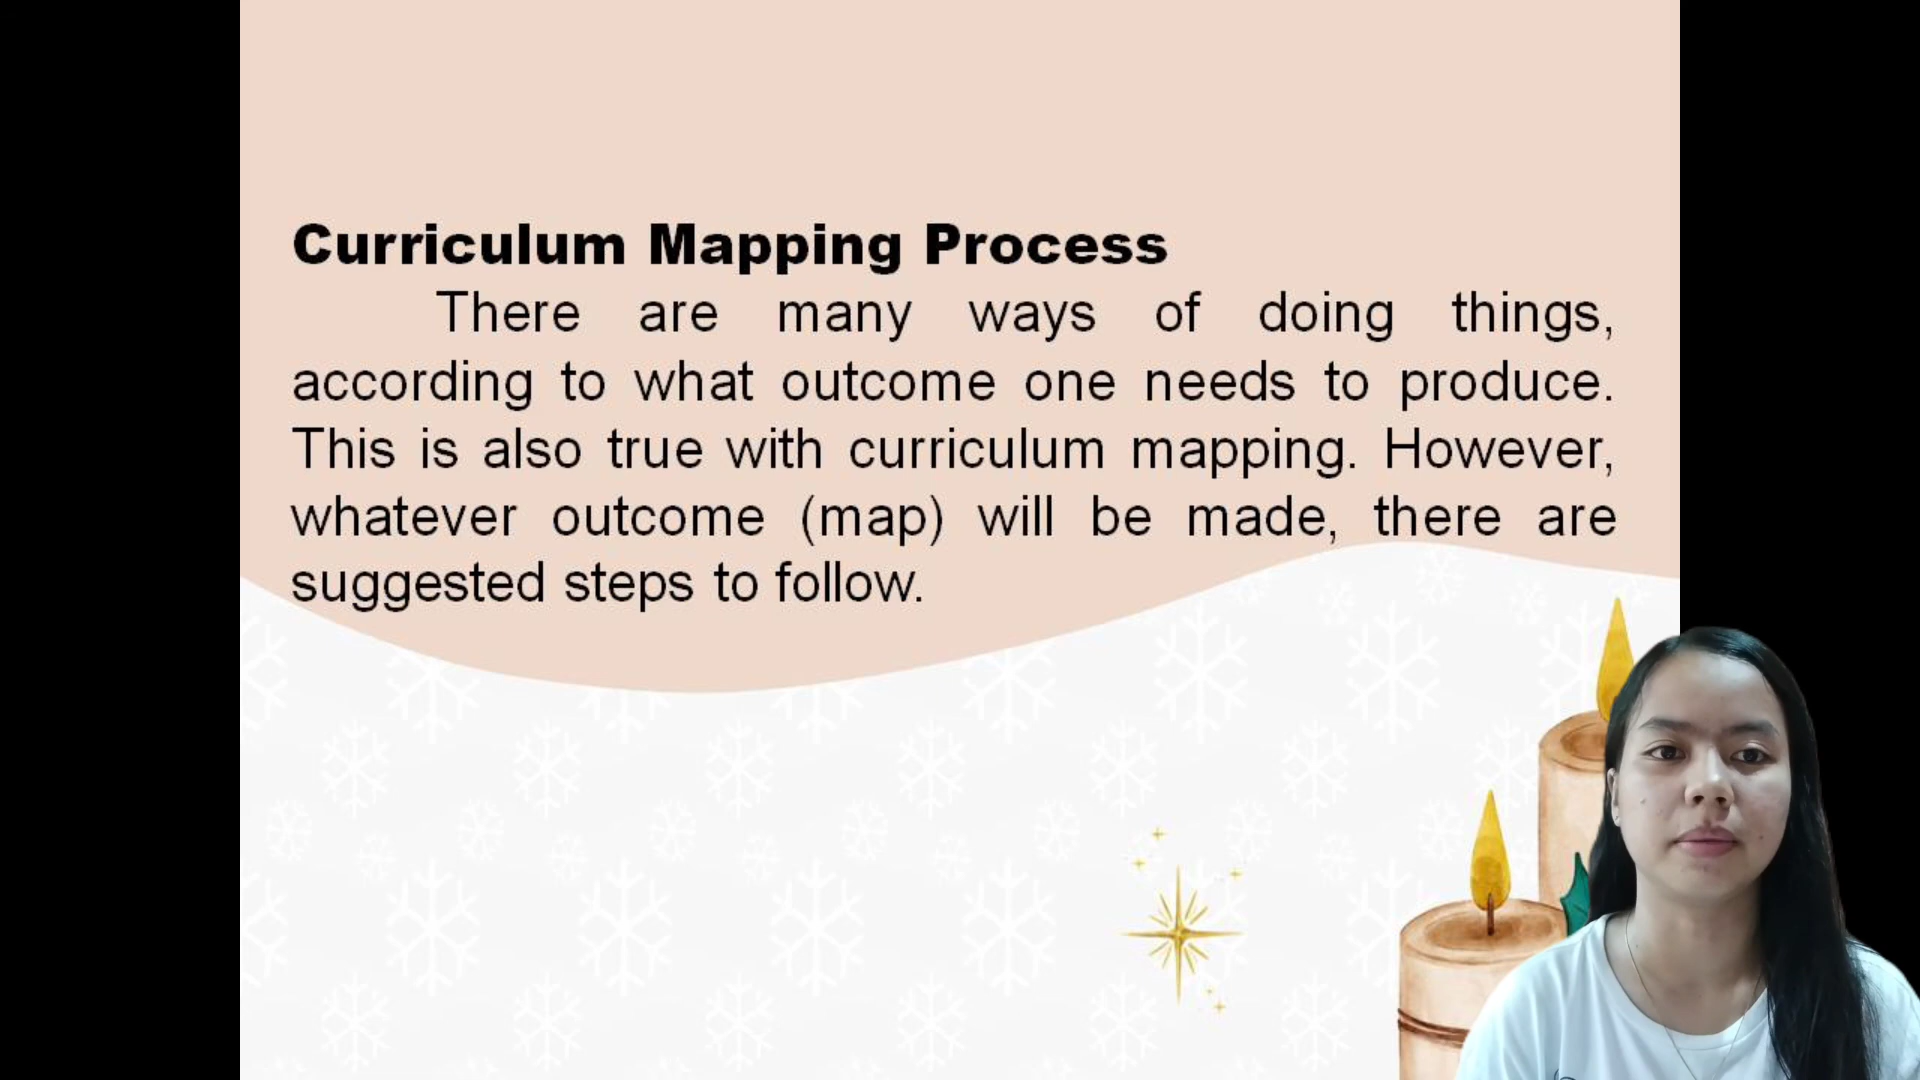 Curriculum Mapping Process
There are many ways of doing things,
according to what outcome one needs to produce.
This is also true with curriculum mapping. However,
whatever outcome (map) will be made, there are
suggested steps to follow.